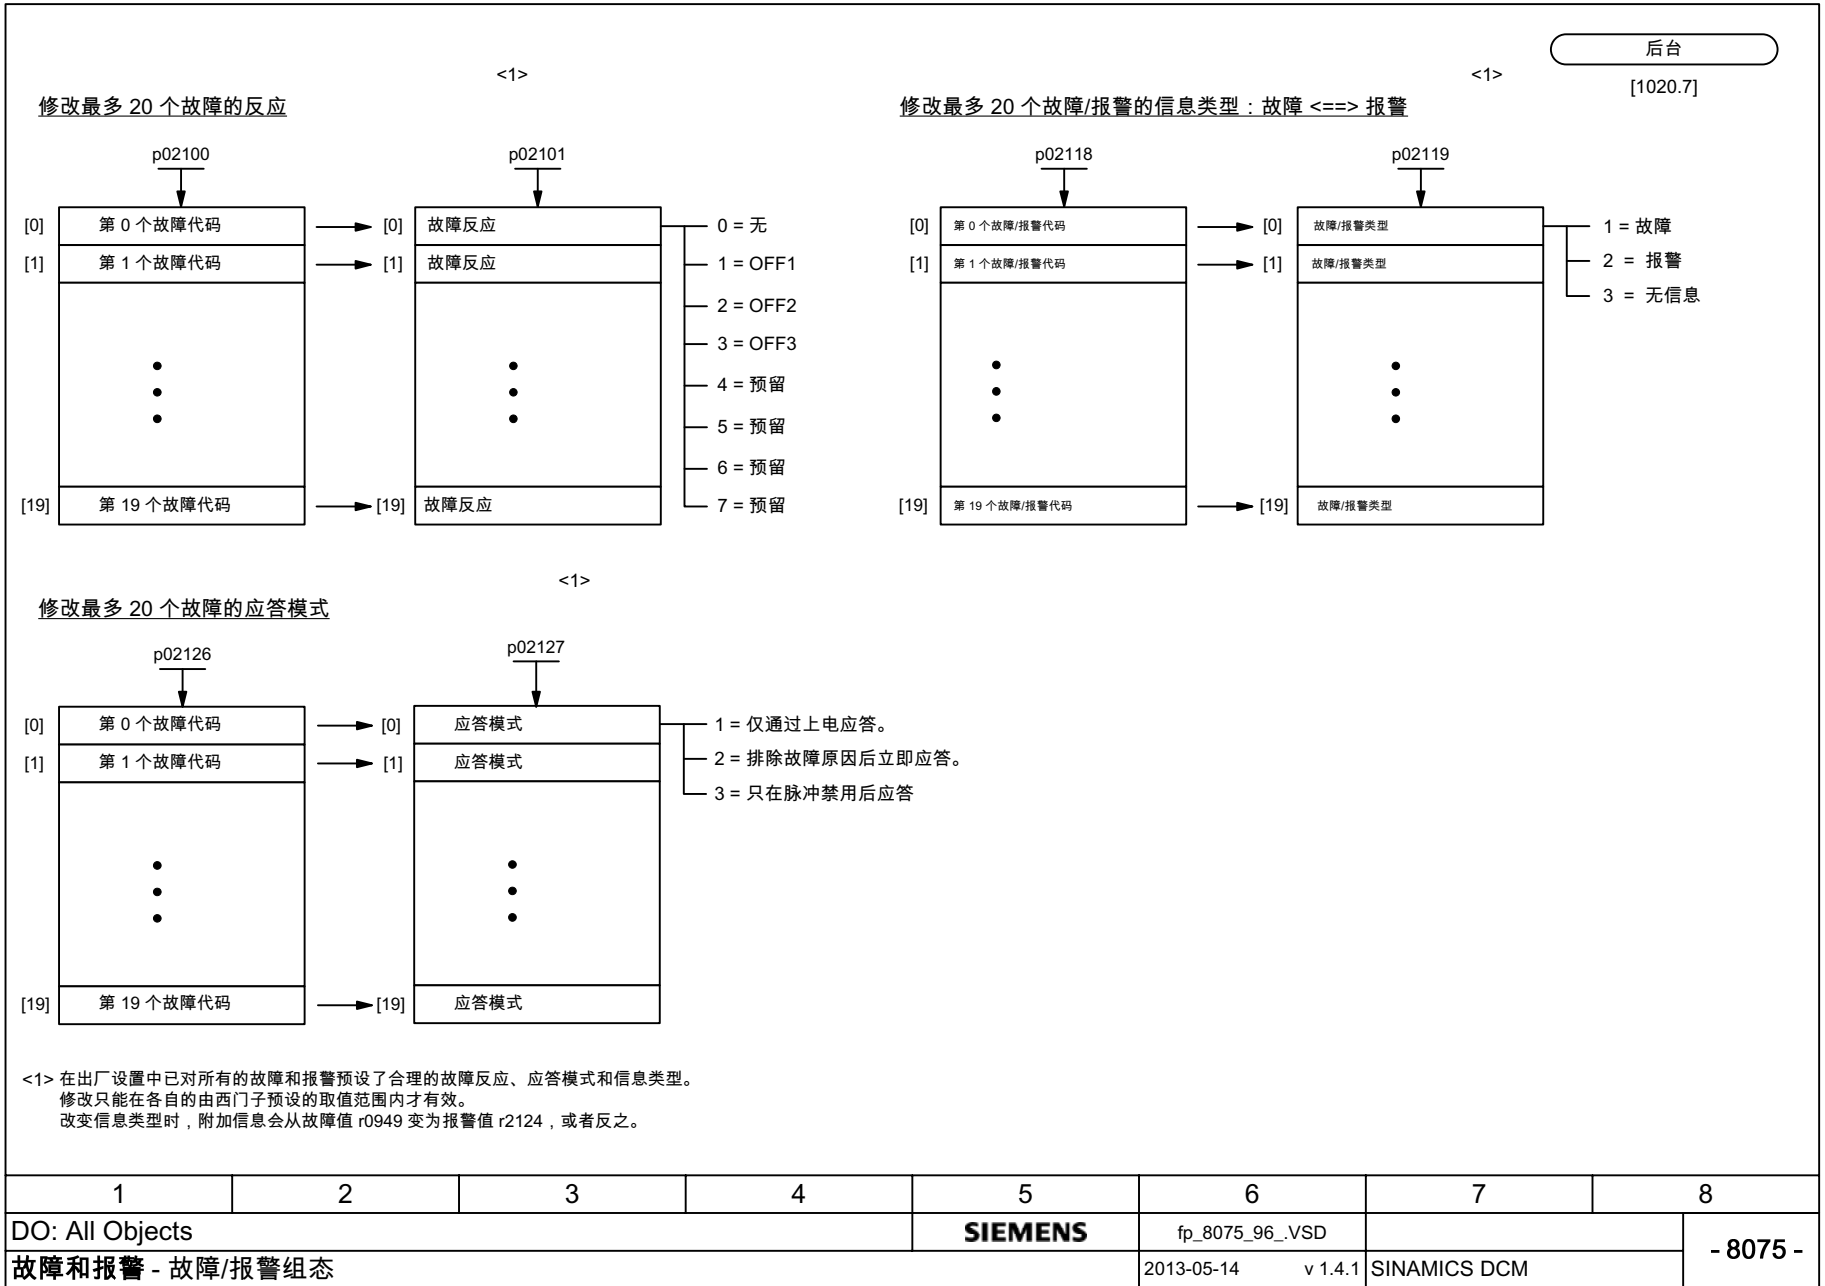 后台
[1020.7]
<1>
修改最多 20 个故障的反应
p02100
p02101
[0] 第 0 个故障代码 [0] 故障反应
[1] 第 1 个故障代码 [1] 故障反应
[19] 第 19 个故障代码 [19] 故障反应
0 = 无
1 = OFF1
2 = OFF2
3 = OFF3
4 = 预留
5 = 预留
6 = 预留
7 = 预留
<1>
修改最多 20 个故障/报警的信息类型：故障 <==> 报警
p02118
p02119
[0] 第 0 个故障/报警代码 [0] 故障/报警类型
[1] 第 1 个故障/报警代码 [1] 故障/报警类型
[19] 第 19 个故障/报警代码 [19] 故障/报警类型
1 = 故障
2 = 报警
3 = 无信息
<1>
修改最多 20 个故障的应答模式
p02126
p02127
[0] 第 0 个故障代码 [0] 应答模式
[1] 第 1 个故障代码 [1] 应答模式
[19] 第 19 个故障代码 [19] 应答模式
1 = 仅通过上电应答。
2 = 排除故障原因后立即应答。
3 = 只在脉冲禁用后应答
<1> 在出厂设置中已对所有的故障和报警预设了合理的故障反应、应答模式和信息类型。
修改只能在各自的由西门子预设的取值范围内才有效。
改变信息类型时，附加信息会从故障值 r0949 变为报警值 r2124，或者反之。
1 2 3 4 5 6 7 8
DO: All Objects SIEMENS fp_8075_96_.VSD
- 8075 -
故障和报警 - 故障/报警组态 2013-05-14 v 1.4.1 SINAMICS DCM